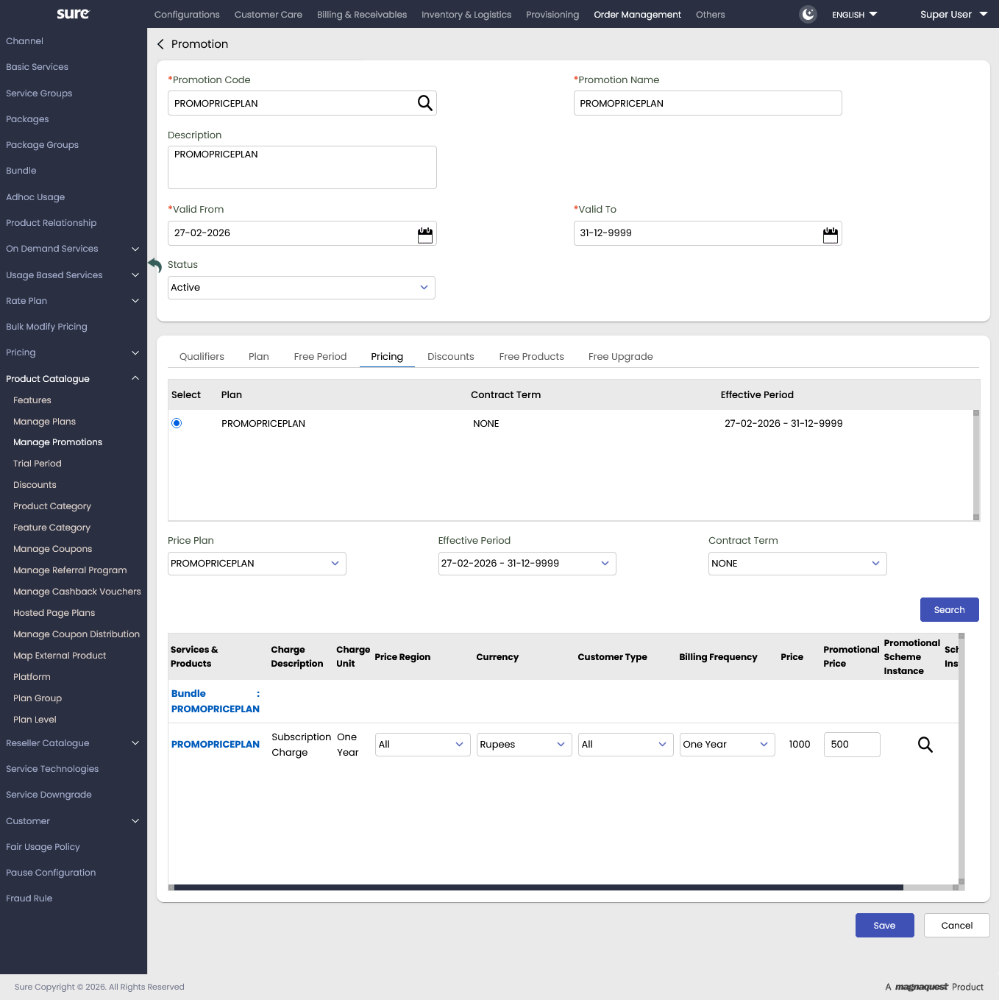 sure
Configurations Customer Care Billing & Receivables Inventory & Logistics Provisioning Order Management Others ENGLISH Super User
Channel
Basic Services
Service Groups
Packages
Package Groups
Bundle
Adhoc Usage
Product Relationship
On Demand Services
Usage Based Services
Rate Plan
Bulk Modify Pricing
Pricing
Product Catalogue
Features
Manage Plans
Manage Promotions
Trial Period
Discounts
Product Category
Feature Category
Manage Coupons
Manage Referral Program
Manage Cashback Vouchers
Hosted Page Plans
Manage Coupon Distribution
Map External Product
Platform
Plan Group
Plan Level
Reseller Catalogue
Service Technologies
Service Downgrade
Customer
Fair Usage Policy
Pause Configuration
Fraud Rule
Promotion
*Promotion Code *Promotion Name
PROMOPRICEPLAN PROMOPRICEPLAN
Description
PROMOPRICEPLAN
*Valid From *Valid To
27-02-2026 31-12-9999
Status
Active
Qualifiers Plan Free Period Pricing Discounts Free Products Free Upgrade
Select Plan Contract Term Effective Period
PROMOPRICEPLAN NONE 27-02-2026 - 31-12-9999
Price Plan Effective Period Contract Term
PROMOPRICEPLAN 27-02-2026 - 31-12-9999 NONE
Search
Services & Products Charge Description Charge Unit Price Region Currency Customer Type Billing Frequency Price Promotional Price Promotional Scheme Instance
Bundle :
PROMOPRICEPLAN
PROMOPRICEPLAN Subscription Charge One Year All Rupees All One Year 1000 500
Save Cancel
Sure Copyright © 2026. All Rights Reserved A magnaquest Product